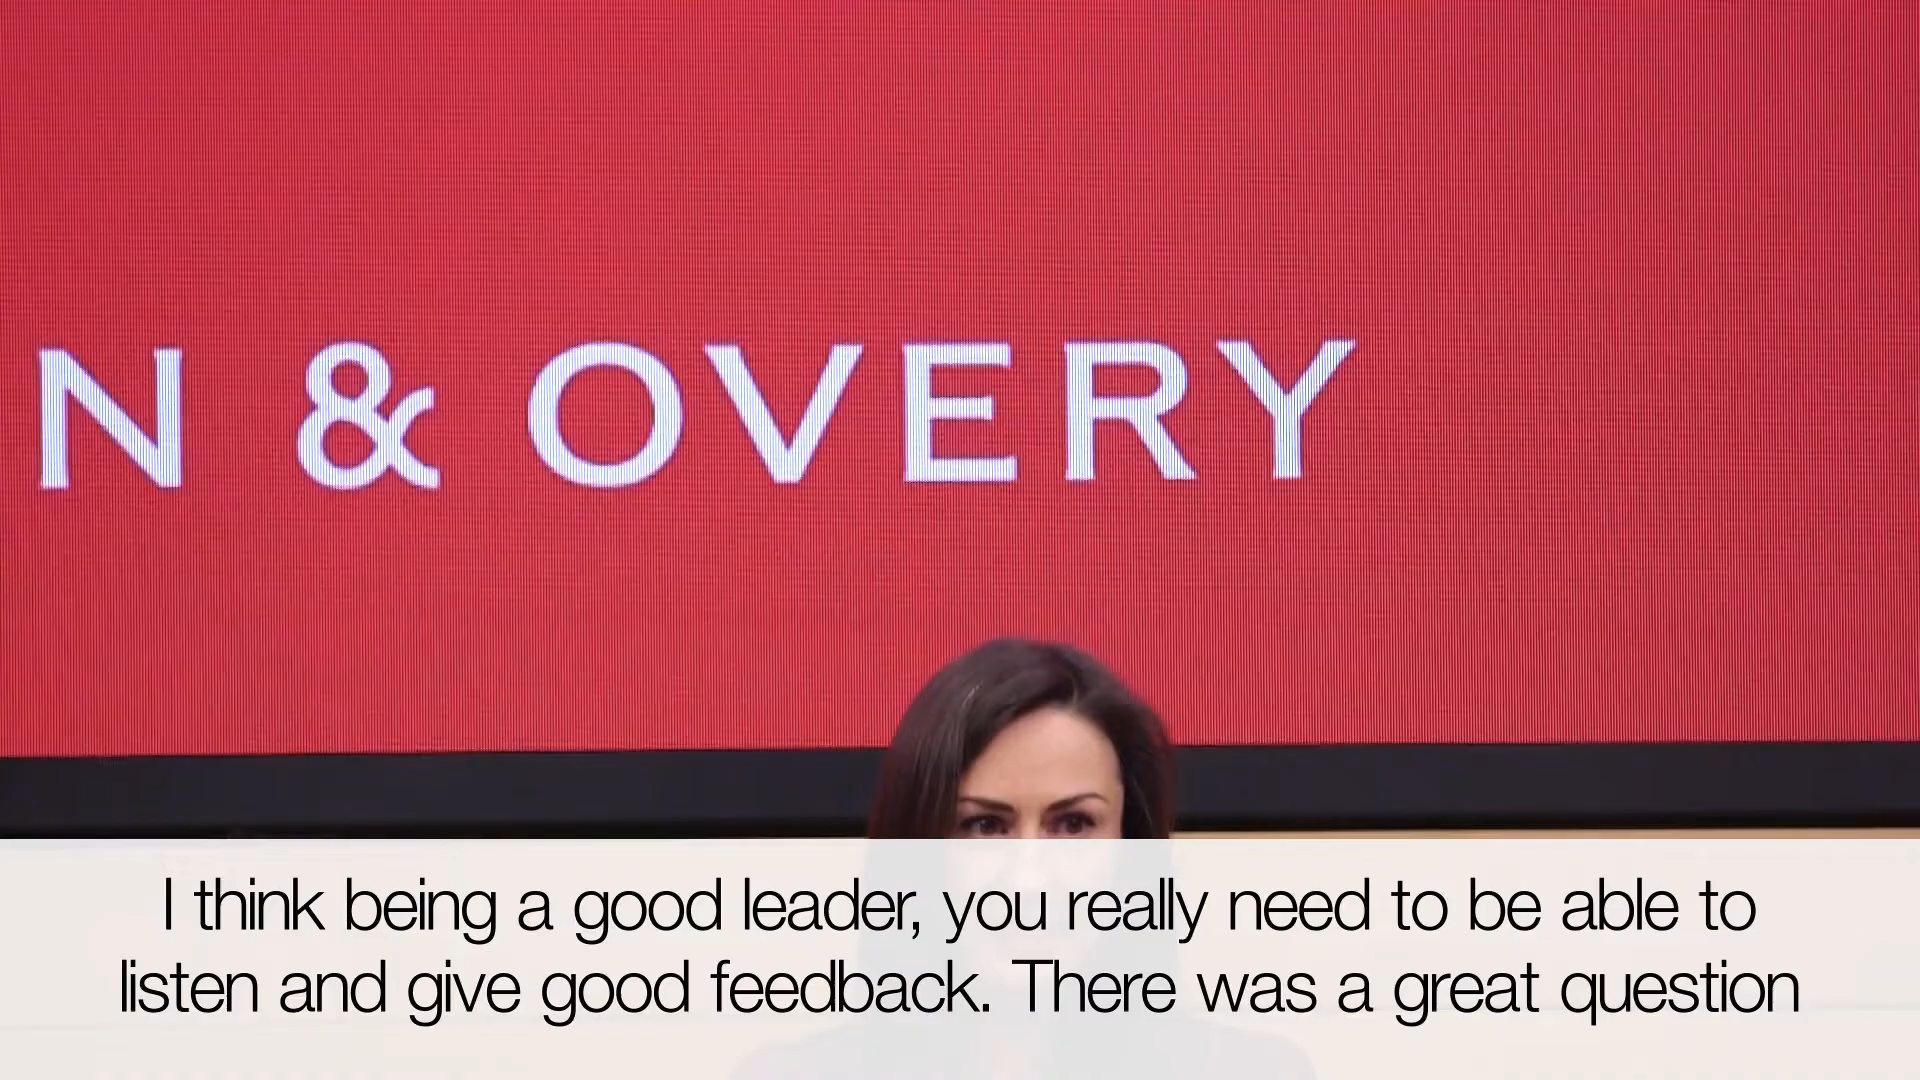 N & OVERY
I think being a good leader, you really need to be able to
listen and give good feedback. There was a great question